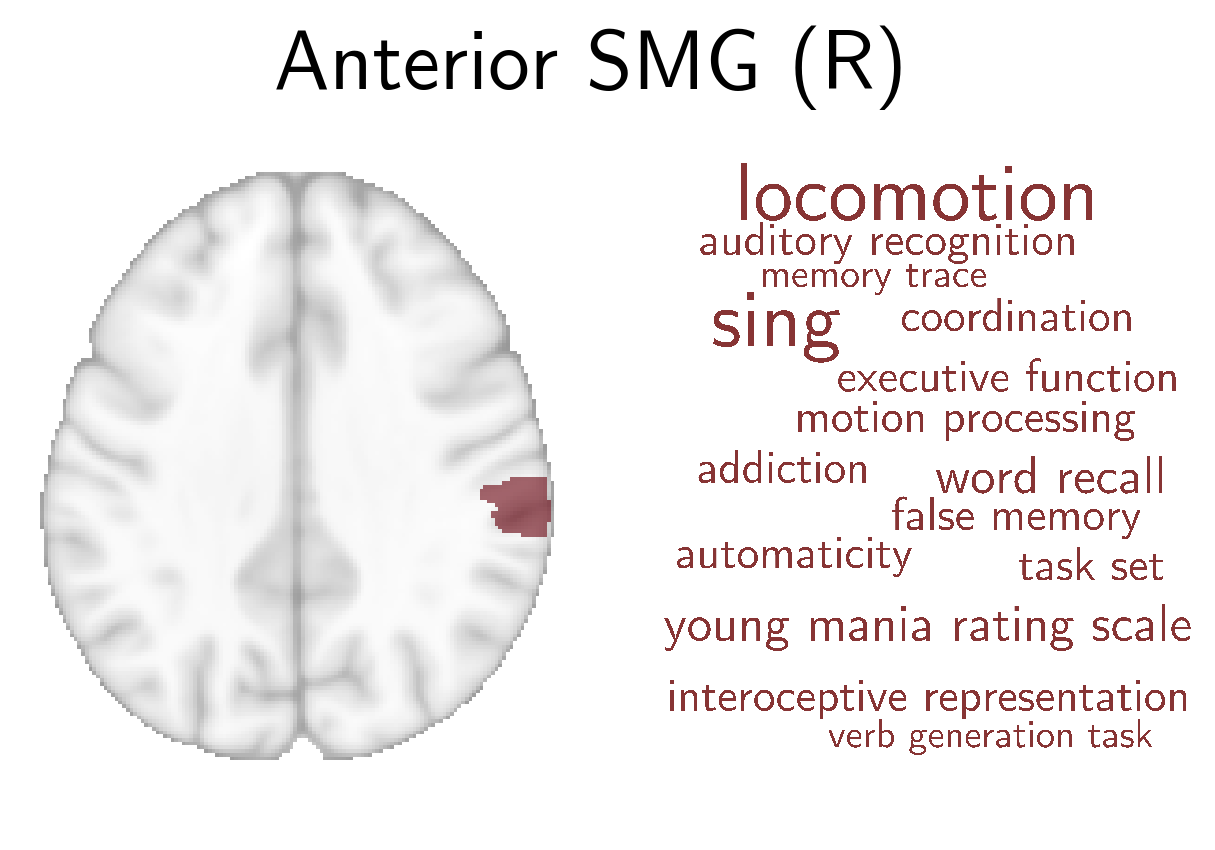 Anterior SMG (R)
locomotion
auditory recognition
memory trace
sing
coordination
executive function
motion processing
addiction
word recall
false memory
automaticity
task set
young mania rating scale
interoceptive representation
verb generation task